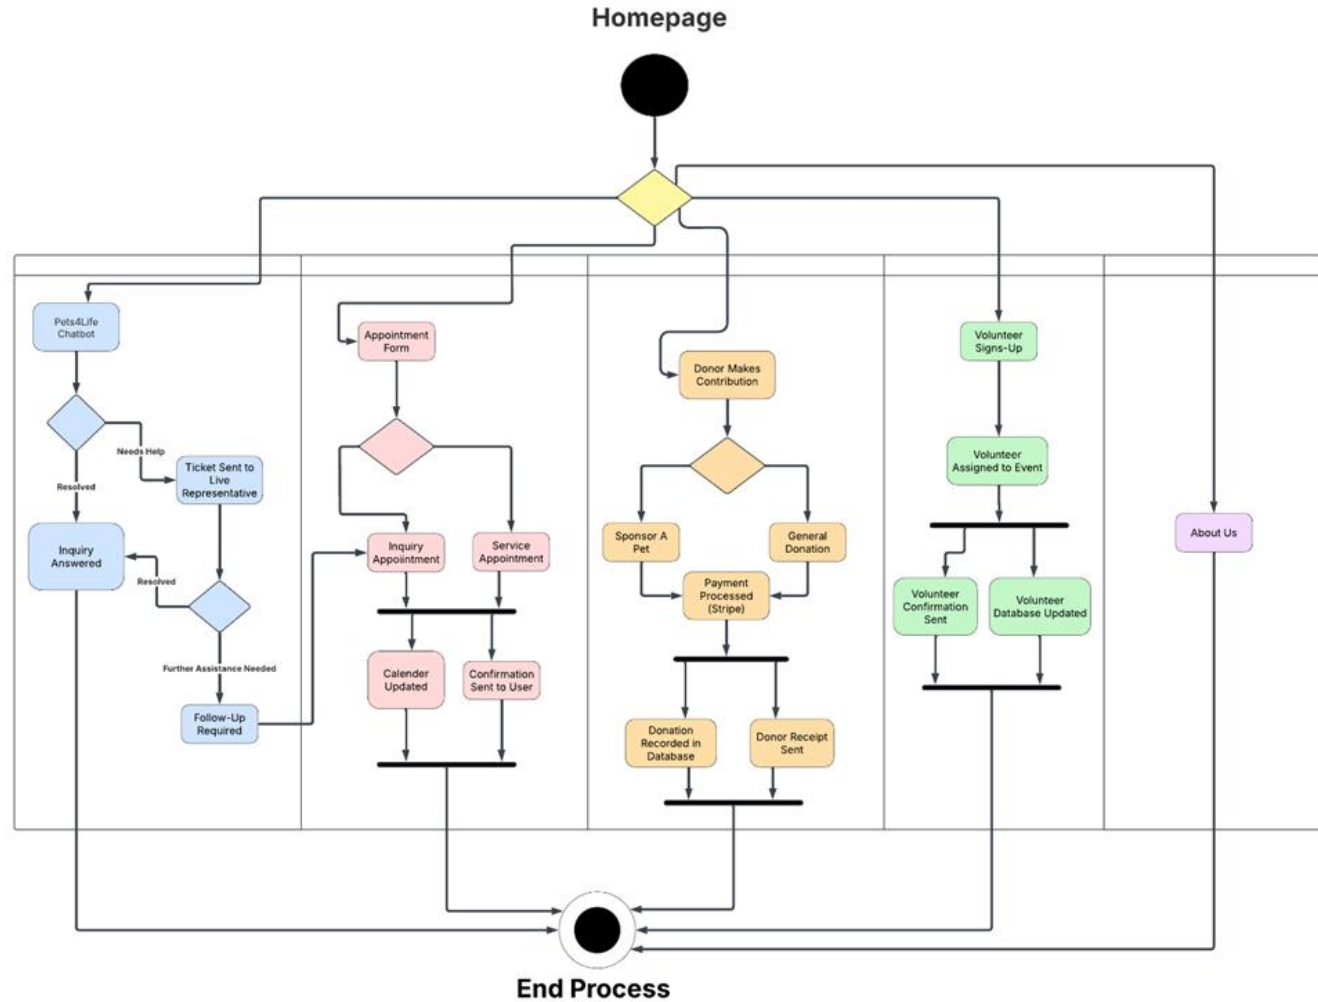 Homepage
Pets4Life
Chatbot
Needs Help
Resolved
Ticket Sent to
Live
Representative
Inquiry
Answered
Resolved
Further Assistance Needed
Follow-Up
Required
Appointment
Form
Inquiry
Appointment
Service
Appointment
Calender
Updated
Confirmation
Sent to User
Donor Makes
Contribution
Sponsor A
Pet
General
Donation
Payment
Processed
(Stripe)
Donation
Recorded in
Database
Donor Receipt
Sent
Volunteer
Signs-Up
Volunteer
Assigned to Event
Volunteer
Confirmation
Sent
Volunteer
Database Updated
About Us
End Process